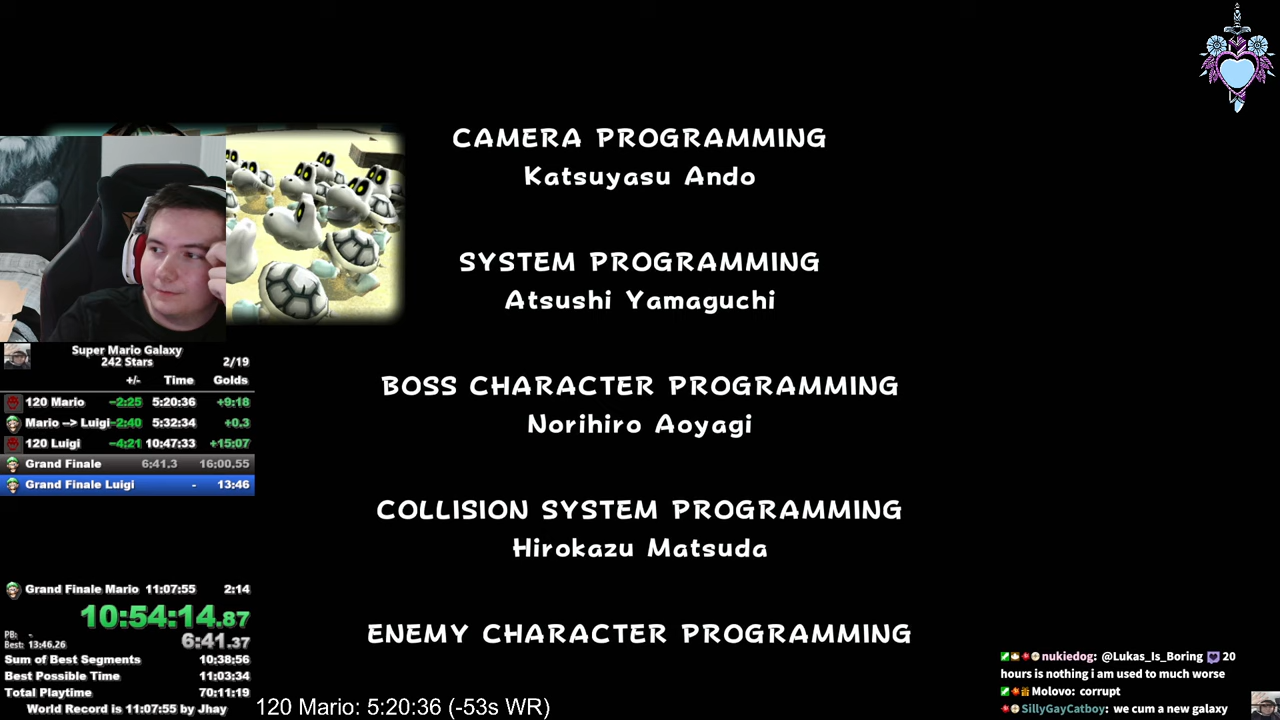 CAMERA PROGRAMMING
Katsuyasu Ando
SYSTEM PROGRAMMING
Atsushi Yamaguchi
BOSS CHARACTER PROGRAMMING
Norihiro Aoyagi
COLLISION SYSTEM PROGRAMMING
Hirokazu Matsuda
ENEMY CHARACTER PROGRAMMING
Super Mario Galaxy
242 Stars 2/19
+/- Time Golds
120 Mario -2:25 5:20:36 +9:18
Mario --> Luigi -2:40 5:32:34 +0.3
120 Luigi -4:21 10:47:33 +15:07
Grand Finale 6:41.3 16:00.55
Grand Finale Luigi - 13:46
Grand Finale Mario 11:07:55 2:14
10:54:14.87
PB: -
Best: 13:46.26
6:41.37
Sum of Best Segments 10:38:56
Best Possible Time 11:03:34
Total Playtime 70:11:19
World Record is 11:07:55 by Jhay
120 Mario: 5:20:36 (-53s WR)
nukiedog: @Lukas_Is_Boring 20
hours is nothing i am used to much worse
Molovo: corrupt
SillyGayCatboy: we cum a new galaxy